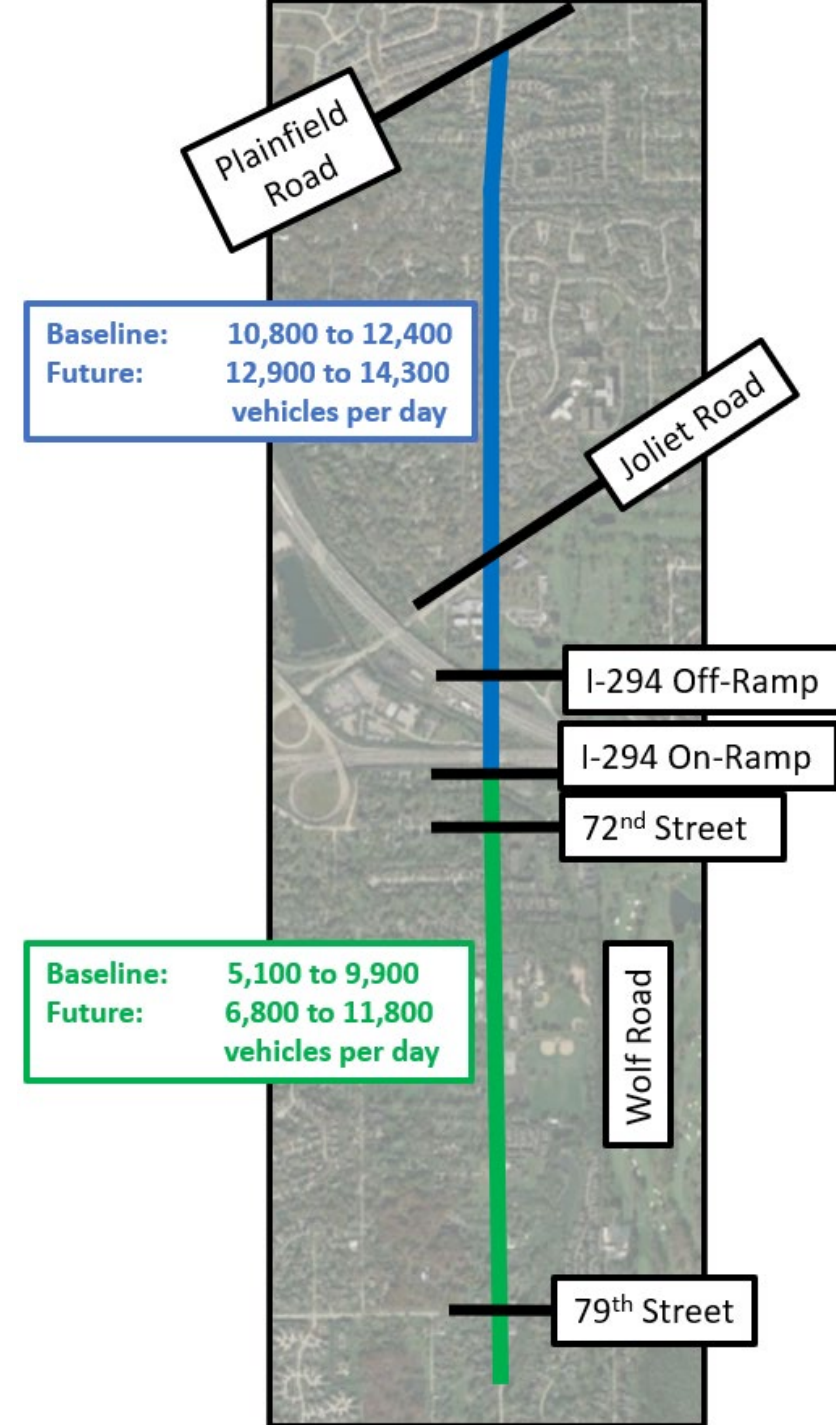 Plainfield
Road
Baseline: 10,800 to 12,400
Future: 12,900 to 14,300
vehicles per day
Joliet Road
I-294 Off-Ramp
I-294 On-Ramp
72nd Street
Baseline: 5,100 to 9,900
Future: 6,800 to 11,800
vehicles per day
Wolf Road
79th Street